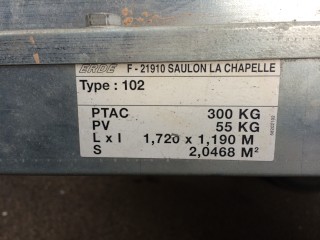 ERDE F - 21910 SAULON LA CHAPELLE
Type : 102
PTAC 300 KG
PV 55 KG
L x l 1,720 x 1,190 M
S 2,0468 M²